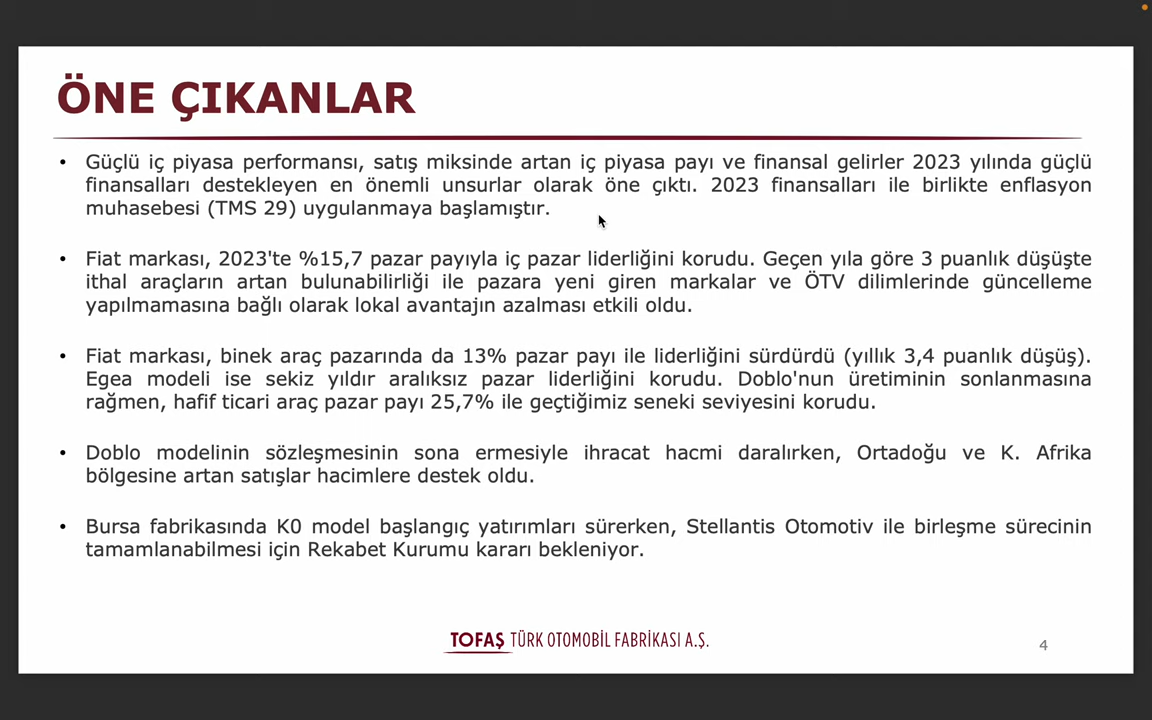 ÖNE ÇIKANLAR
• Güçlü iç piyasa performansı, satış miksinde artan iç piyasa payı ve finansal gelirler 2023 yılında güçlü
finansalları destekleyen en önemli unsurlar olarak öne çıktı. 2023 finansalları ile birlikte enflasyon
muhasebesi (TMS 29) uygulanmaya başlamıştır.
• Fiat markası, 2023'te %15,7 pazar payıyla iç pazar liderliğini korudu. Geçen yıla göre 3 puanlık düşüşte
ithal araçların artan bulunabilirliği ile pazara yeni giren markalar ve ÖTV dilimlerinde güncelleme
yapılmamasına bağlı olarak lokal avantajın azalması etkili oldu.
• Fiat markası, binek araç pazarında da 13% pazar payı ile liderliğini sürdürdü (yıllık 3,4 puanlık düşüş).
Egea modeli ise sekiz yıldır aralıksız pazar liderliğini korudu. Doblo'nun üretiminin sonlanmasına
rağmen, hafif ticari araç pazar payı 25,7% ile geçtiğimiz seneki seviyesini korudu.
• Doblo modelinin sözleşmesinin sona ermesiyle ihracat hacmi daralırken, Ortadoğu ve K. Afrika
bölgesine artan satışlar hacimlere destek oldu.
• Bursa fabrikasında K0 model başlangıç yatırımları sürerken, Stellantis Otomotiv ile birleşme sürecinin
tamamlanabilmesi için Rekabet Kurumu kararı bekleniyor.
TOFAŞ TÜRK OTOMOBİL FABRİKASI A.Ş.
4